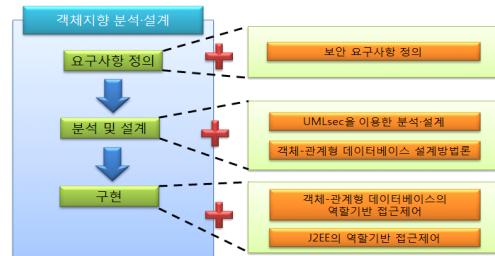 객체지향 분석·설계
요구사항 정의
보안 요구사항 정의
분석 및 설계
UMLsec을 이용한 분석·설계
객체-관계형 데이터베이스 설계방법론
구현
객체-관계형 데이터베이스의
역할기반 접근제어
J2EE의 역할기반 접근제어